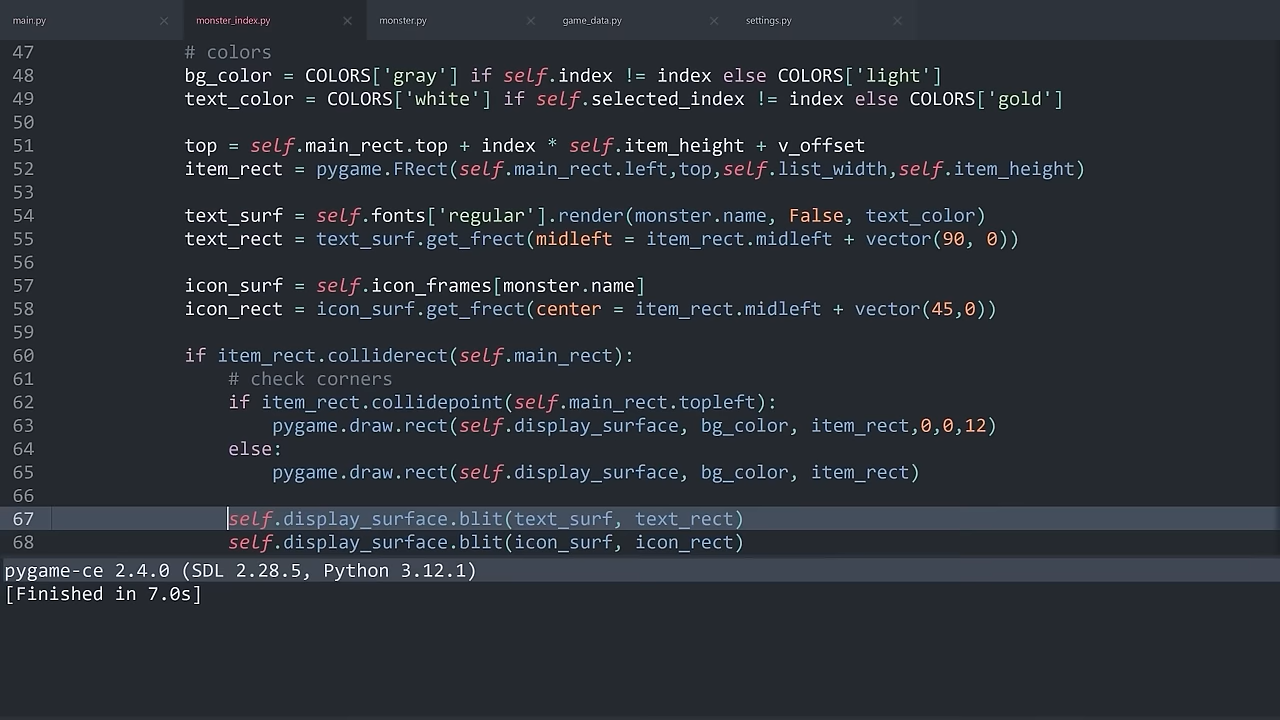 main.py × monster_index.py × monster.py × game_data.py × settings.py ×
47 # colors
48 bg_color = COLORS['gray'] if self.index != index else COLORS['light']
49 text_color = COLORS['white'] if self.selected_index != index else COLORS['gold']
50
51 top = self.main_rect.top + index * self.item_height + v_offset
52 item_rect = pygame.FRect(self.main_rect.left,top,self.list_width,self.item_height)
53
54 text_surf = self.fonts['regular'].render(monster.name, False, text_color)
55 text_rect = text_surf.get_frect(midleft = item_rect.midleft + vector(90, 0))
56
57 icon_surf = self.icon_frames[monster.name]
58 icon_rect = icon_surf.get_frect(center = item_rect.midleft + vector(45,0))
59
60 if item_rect.colliderect(self.main_rect):
61 # check corners
62 if item_rect.collidepoint(self.main_rect.topleft):
63 pygame.draw.rect(self.display_surface, bg_color, item_rect,0,0,12)
64 else:
65 pygame.draw.rect(self.display_surface, bg_color, item_rect)
66
67 self.display_surface.blit(text_surf, text_rect)
68 self.display_surface.blit(icon_surf, icon_rect)
pygame-ce 2.4.0 (SDL 2.28.5, Python 3.12.1)
[Finished in 7.0s]